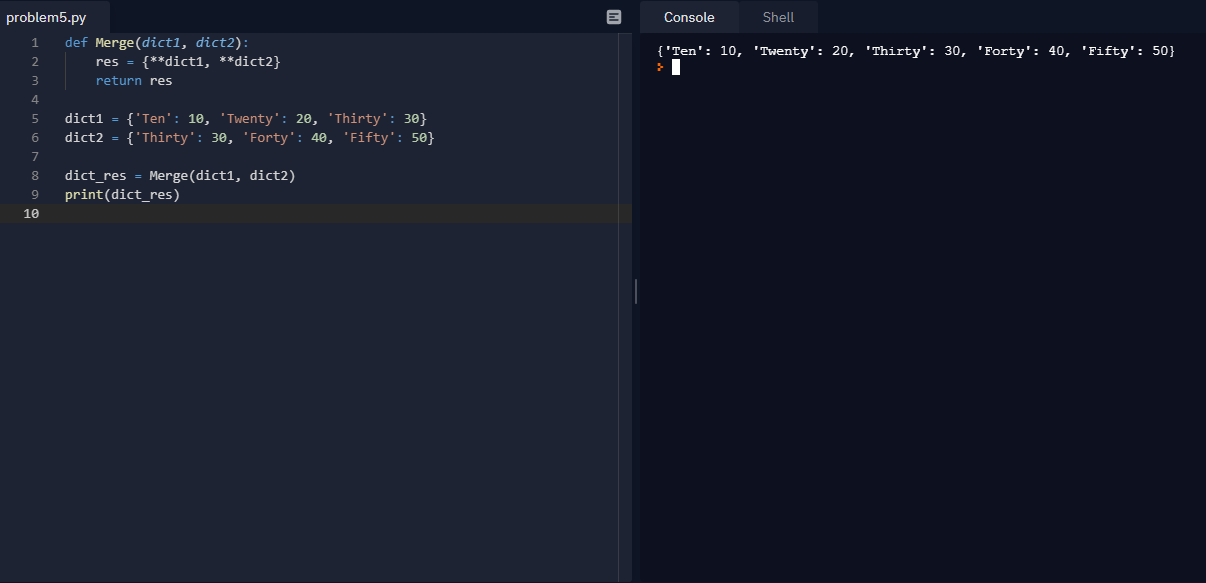 problem5.py
1 def Merge(dict1, dict2):
2     res = {**dict1, **dict2}
3     return res
4
5 dict1 = {'Ten': 10, 'Twenty': 20, 'Thirty': 30}
6 dict2 = {'Thirty': 30, 'Forty': 40, 'Fifty': 50}
7
8 dict_res = Merge(dict1, dict2)
9 print(dict_res)
10
Console Shell
{'Ten': 10, 'Twenty': 20, 'Thirty': 30, 'Forty': 40, 'Fifty': 50}
>